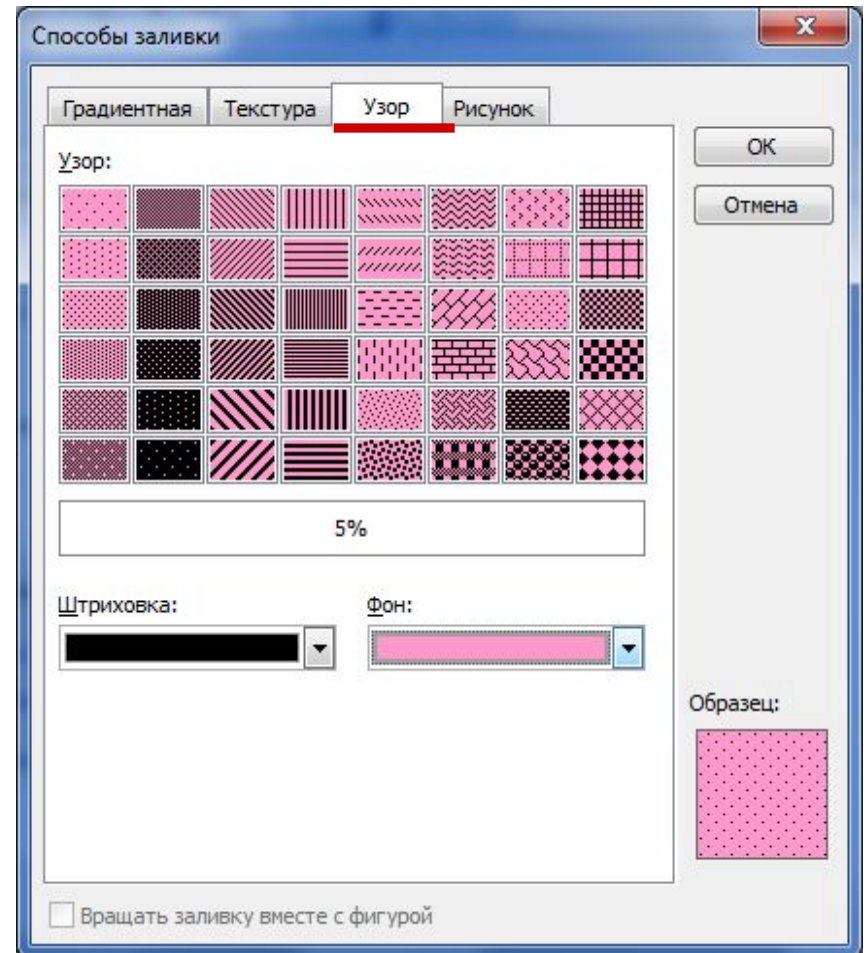 Способы заливки
Градиентная Текстура Узор Рисунок
OK
Узор:
Отмена
5%
Штриховка: Фон:
Образец:
Вращать заливку вместе с фигурой